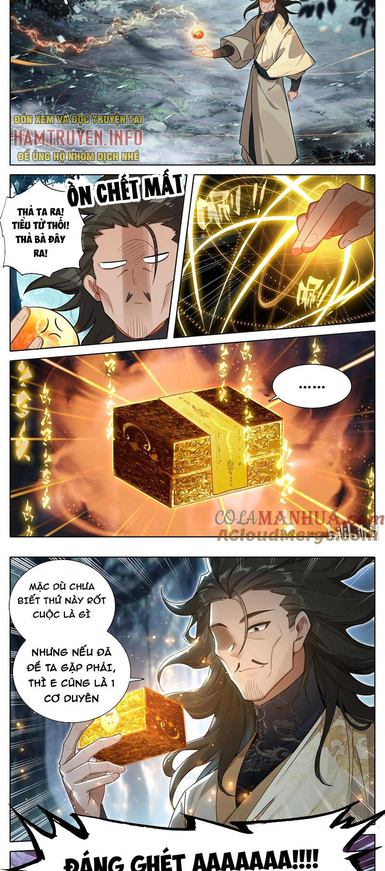 ĐÓN XEM VÀ ĐỌC TRUYỆN TẠI
HAMTRUYEN.INFO
ĐỂ ỦNG HỘ NHÓM DỊCH NHÉ
ỒN CHẾT MẤT
THẢ TA RA!
TIỂU TỬ THỐI!
THẢ BÀ ĐÂY
RA!
......
COLAMANHUA.COM
ACloudMerge.com
MẶC DÙ CHƯA
BIẾT THỨ NÀY RỐT
CUỘC LÀ GÌ
NHƯNG NẾU ĐÃ
ĐỂ TA GẶP PHẢI,
THÌ E CŨNG LÀ 1
CƠ DUYÊN
ĐÁNG GHÉT AAAAAAA!!!!